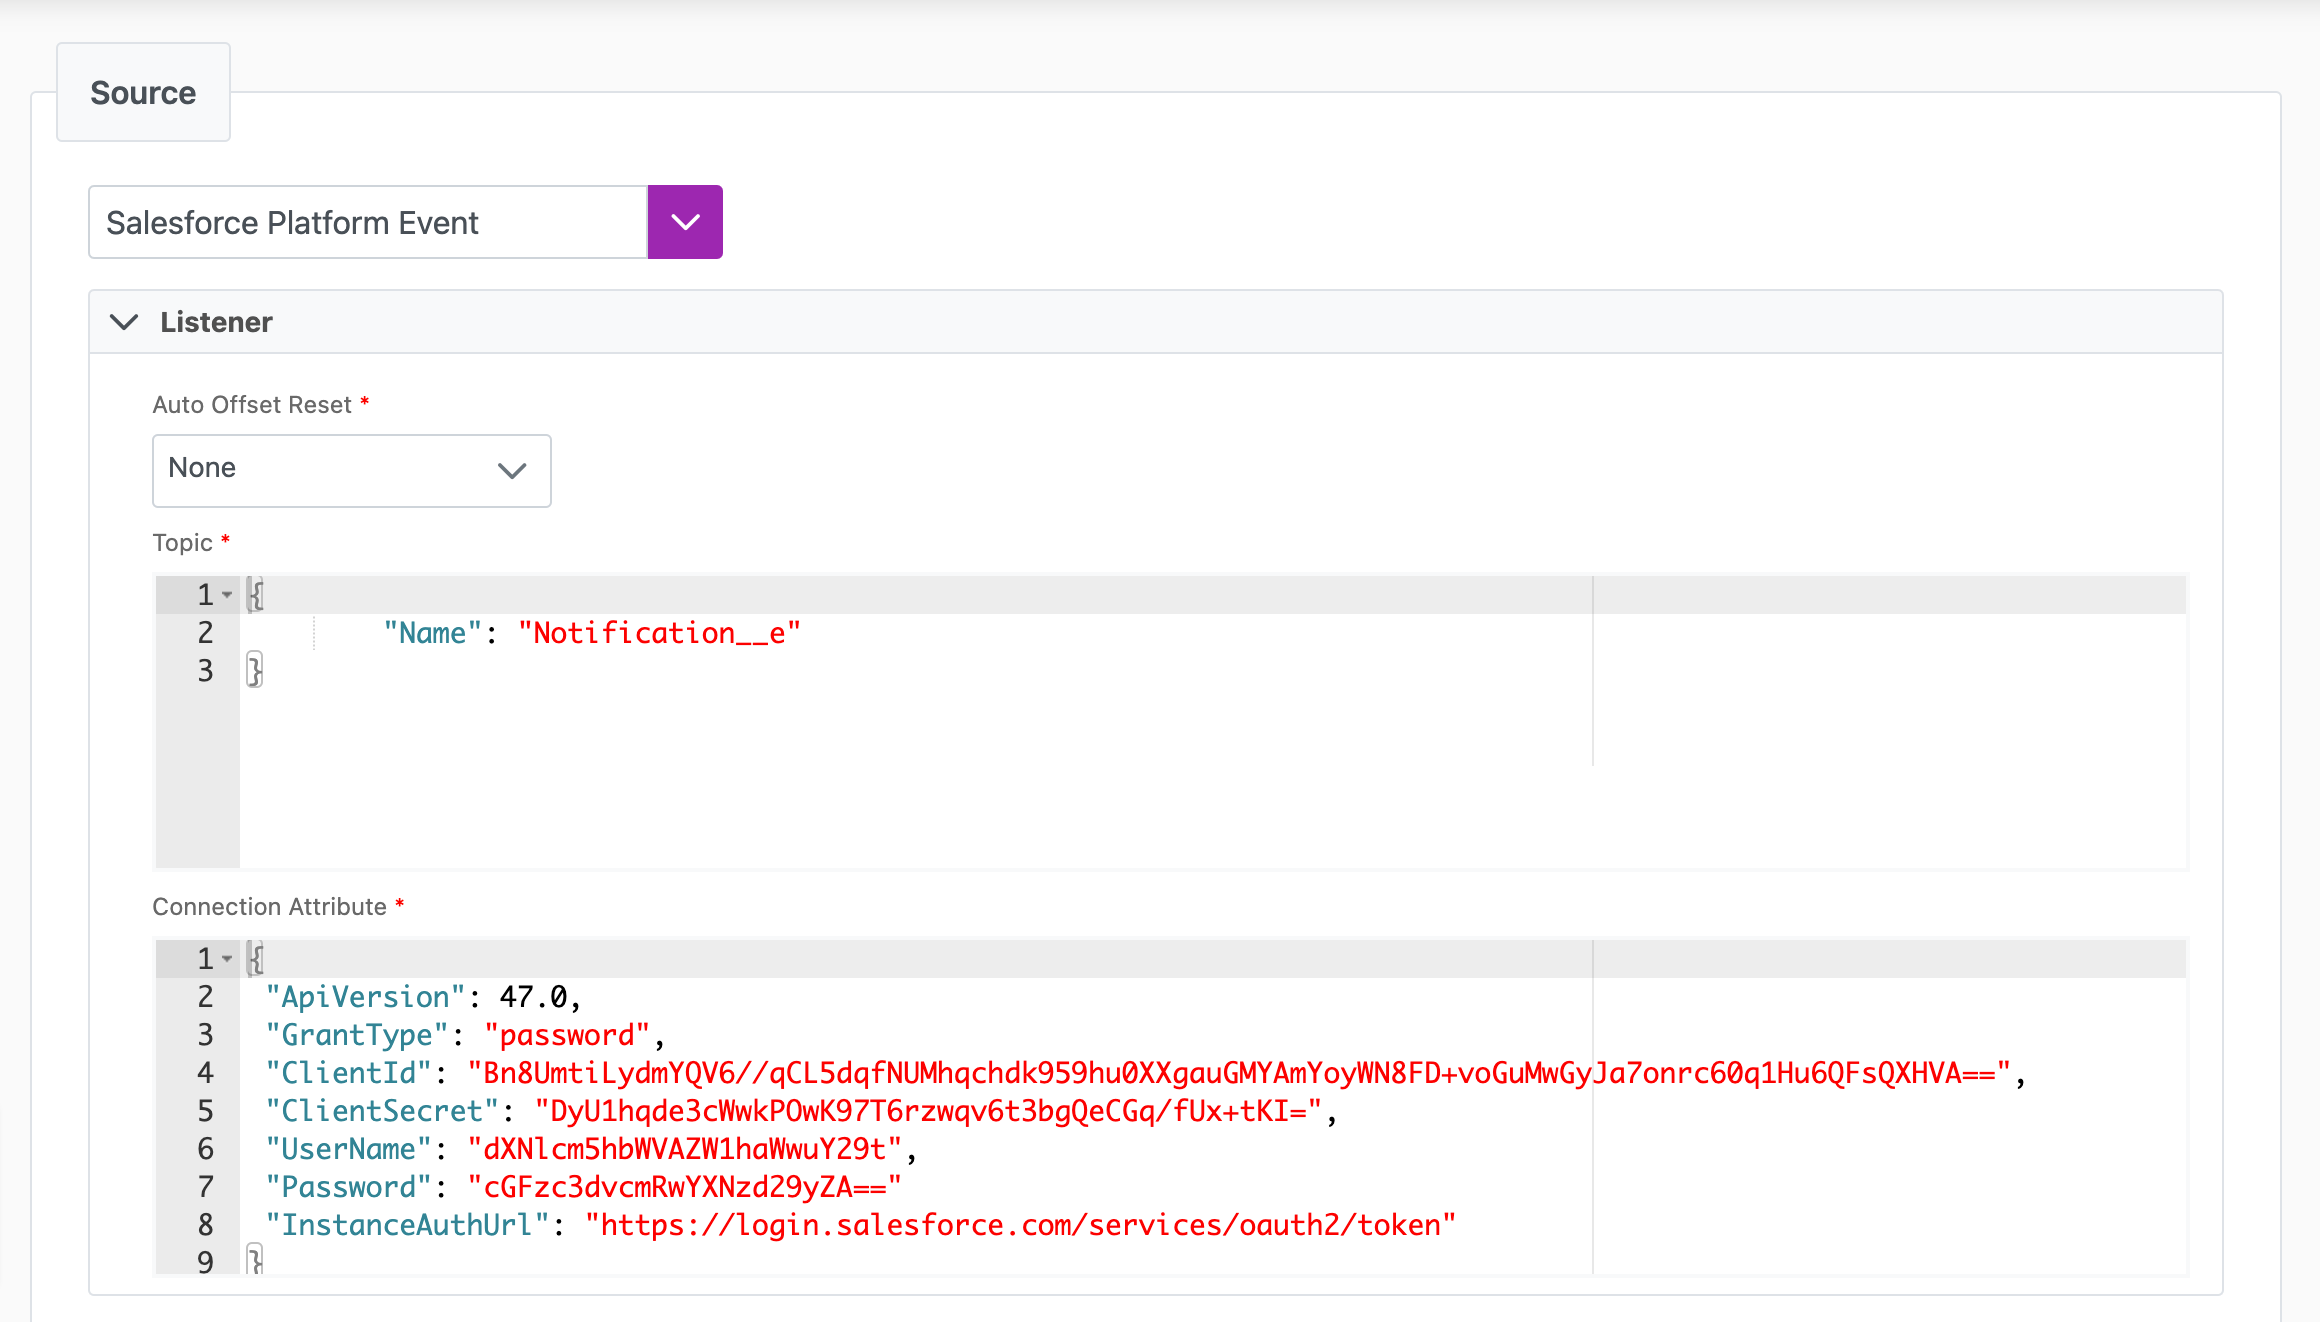 Source
Salesforce Platform Event
Listener
Auto Offset Reset *
None
Topic *
1 {
2 "Name": "Notification__e"
3 }
Connection Attribute *
1 {
2 "ApiVersion": 47.0,
3 "GrantType": "password",
4 "ClientId": "Bn8UmtiLydmYQV6//qCL5dqfNUMhqchdk959hu0XXgauGMYAmYoyWN8FD+voGuMwGyJa7onrc60q1Hu6QFsQXHVA==",
5 "ClientSecret": "DyU1hqde3cWwkPOwK97T6rzwqv6t3bgQeCGq/fUx+tKI=",
6 "UserName": "dXNlcm5hbWVAZW1haWwuY29t",
7 "Password": "cGFzc3dvcmRwYXNzd29yZA=="
8 "InstanceAuthUrl": "https://login.salesforce.com/services/oauth2/token"
9 }